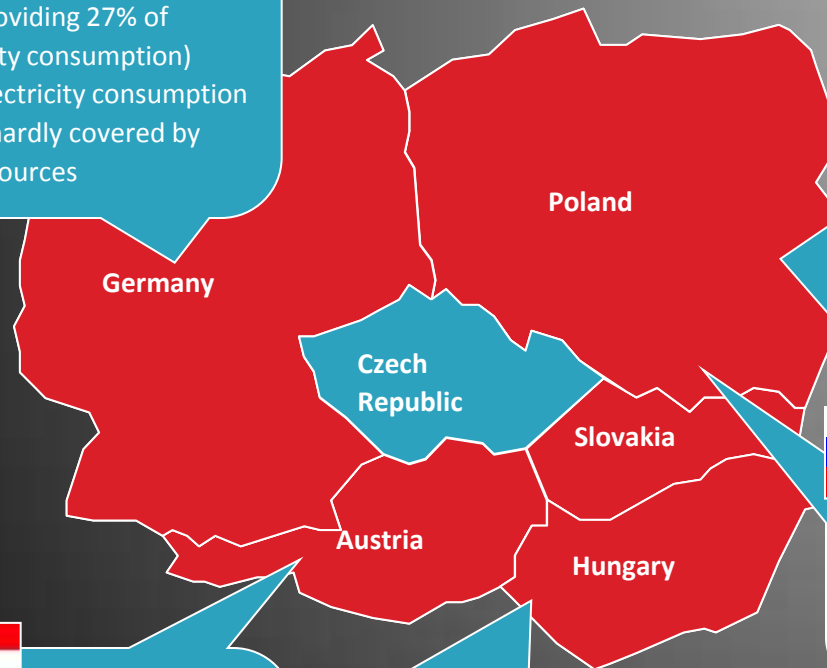 oviding 27% of
ty consumption)
ectricity consumption
hardly covered by
ources
Poland
Germany
Czech
Republic
Slovakia
Austria
Hungary